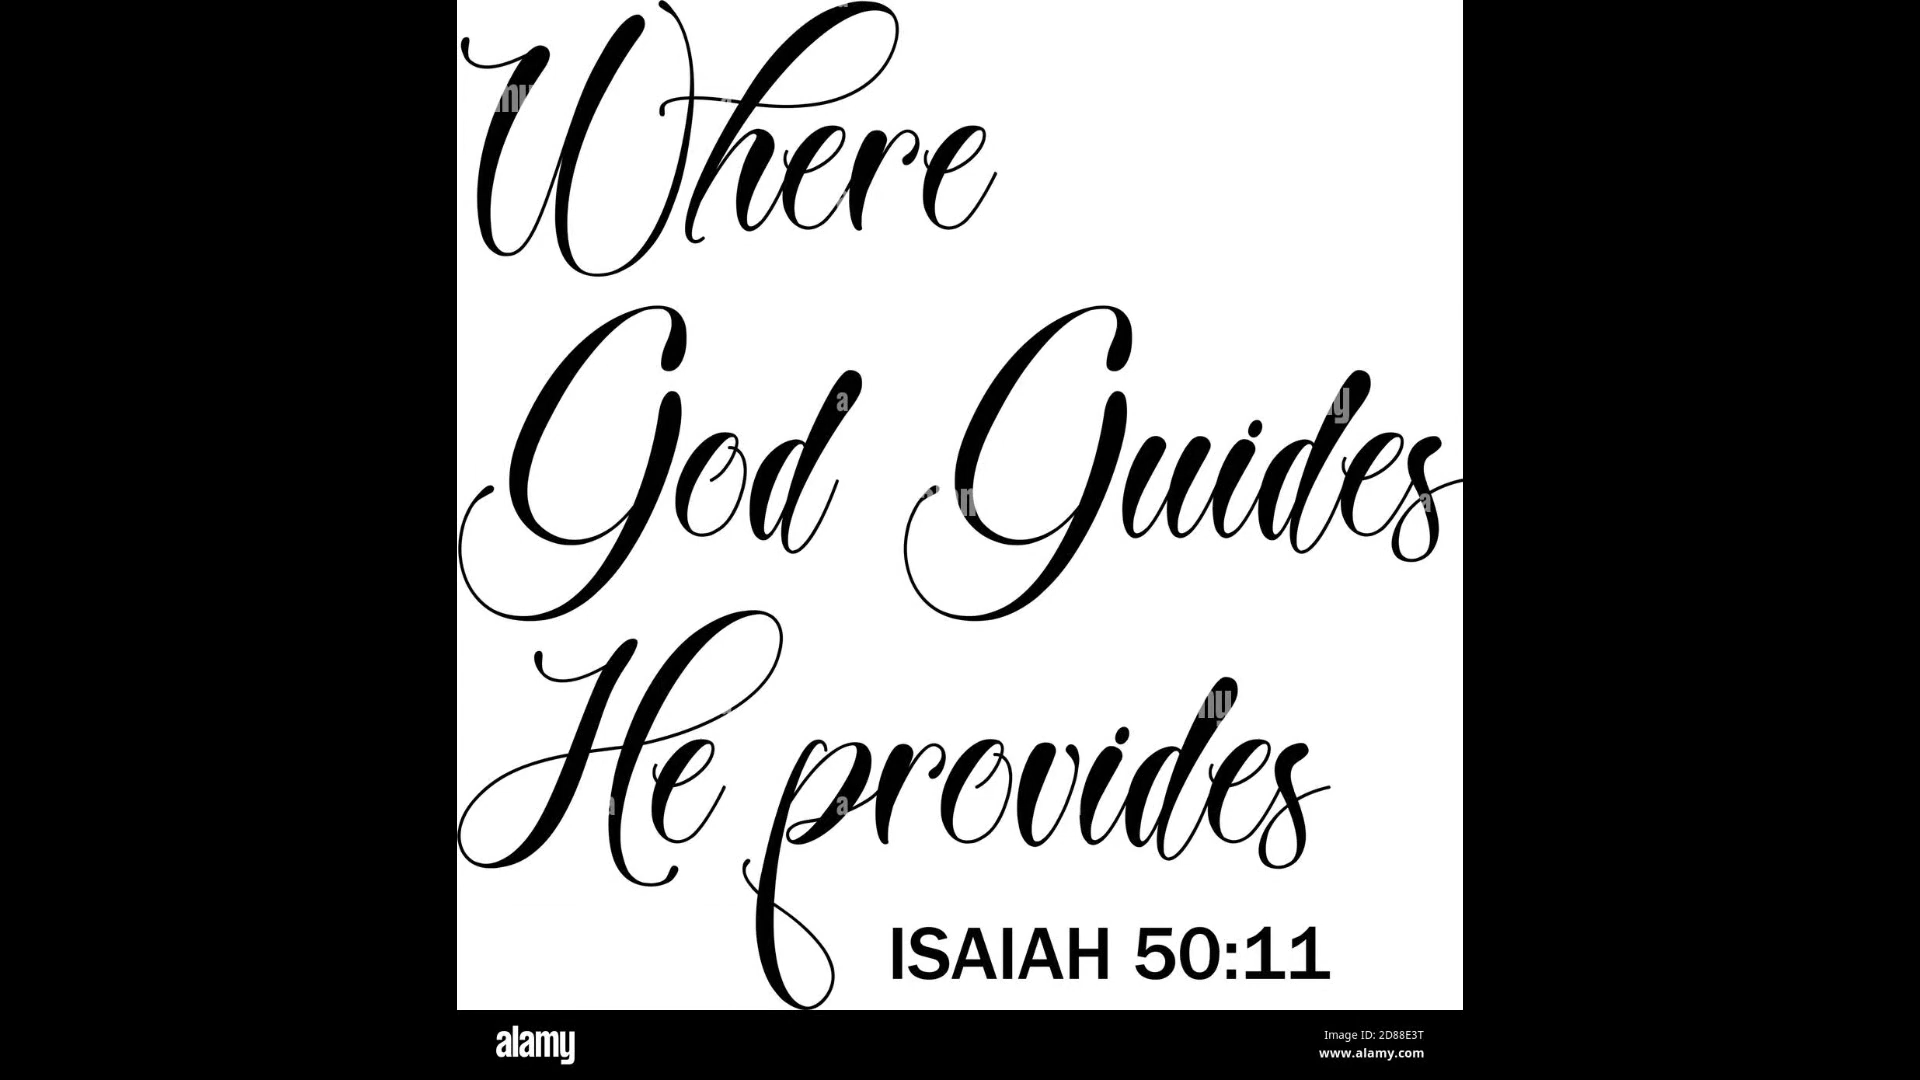 Where
God Guides
He provides
ISAIAH 50:11
alamy
Image ID: 2D88E3T
www.alamy.com